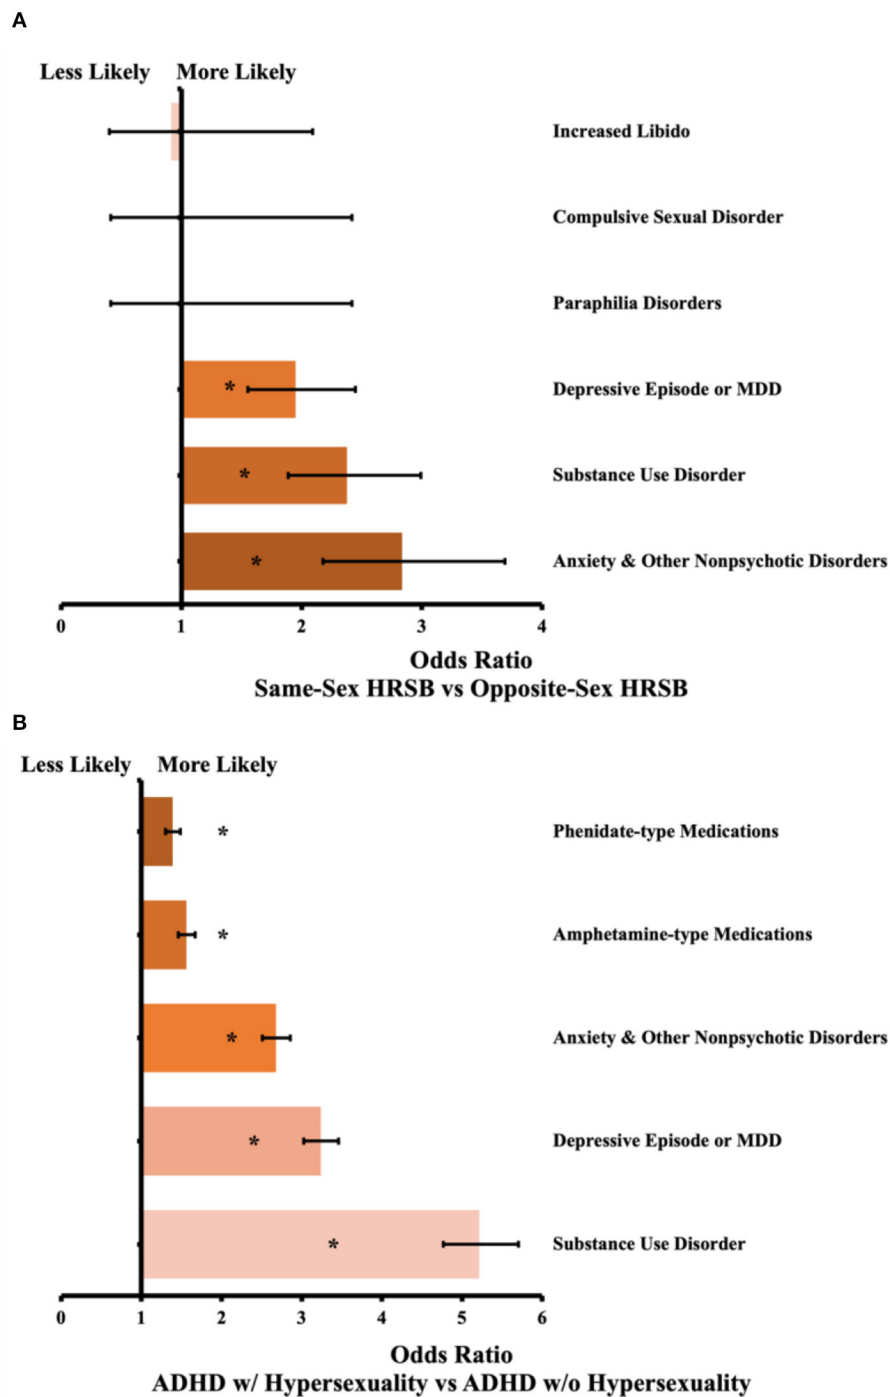 A
Less Likely More Likely
Increased Libido
Compulsive Sexual Disorder
Paraphilia Disorders
* Depressive Episode or MDD
* Substance Use Disorder
* Anxiety & Other Nonpsychotic Disorders
0 1 2 3 4
Odds Ratio
Same-Sex HRSB vs Opposite-Sex HRSB
B
Less Likely More Likely
* Phenidate-type Medications
* Amphetamine-type Medications
* Anxiety & Other Nonpsychotic Disorders
* Depressive Episode or MDD
* Substance Use Disorder
0 1 2 3 4 5 6
Odds Ratio
ADHD w/ Hypersexuality vs ADHD w/o Hypersexuality